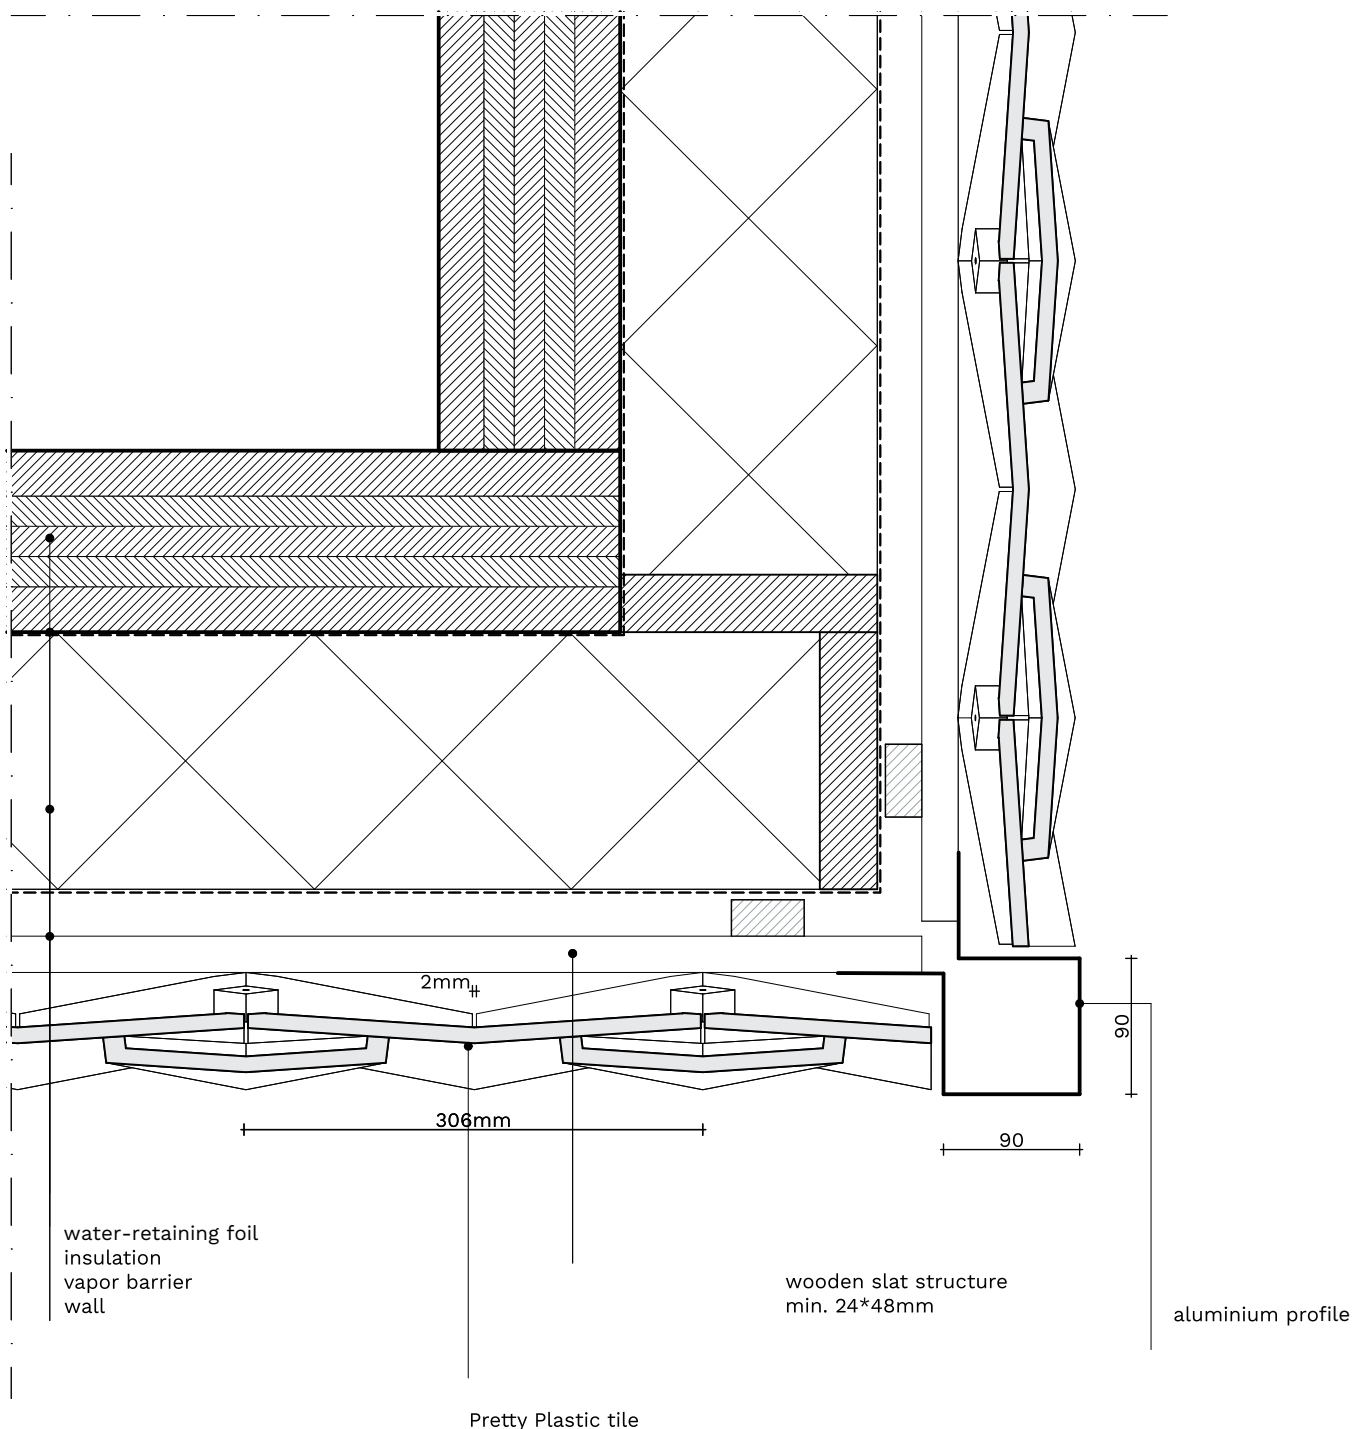 2mm
306mm
90
90
water-retaining foil
insulation
vapor barrier
wall
wooden slat structure
min. 24*48mm
aluminium profile
Pretty Plastic tile